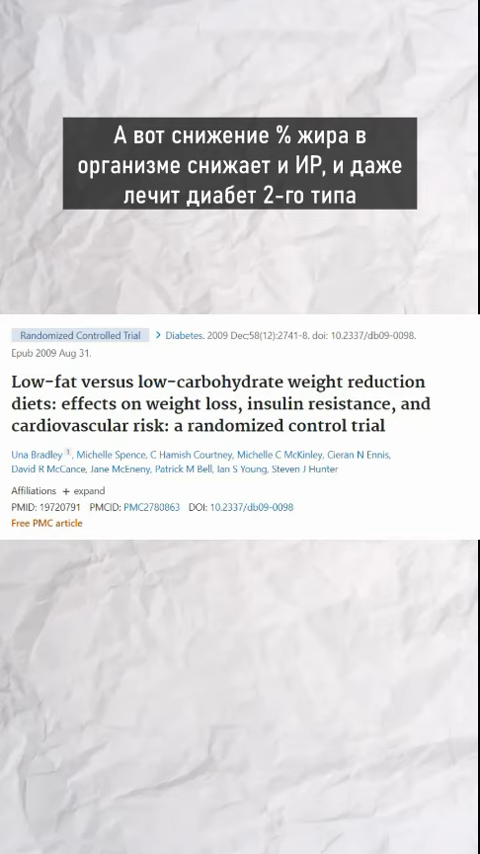 А вот снижение % жира в
организме снижает и ИР, и даже
лечит диабет 2-го типа
Randomized Controlled Trial > Diabetes. 2009 Dec;58(12):2741-8. doi: 10.2337/db09-0098.
Epub 2009 Aug 31.
Low-fat versus low-carbohydrate weight reduction
diets: effects on weight loss, insulin resistance, and
cardiovascular risk: a randomized control trial
Una Bradley 1, Michelle Spence, C Hamish Courtney, Michelle C McKinley, Cieran N Ennis,
David R McCance, Jane McEneny, Patrick M Bell, Ian S Young, Steven J Hunter
Affiliations + expand
PMID: 19720791 PMCID: PMC2780863 DOI: 10.2337/db09-0098
Free PMC article